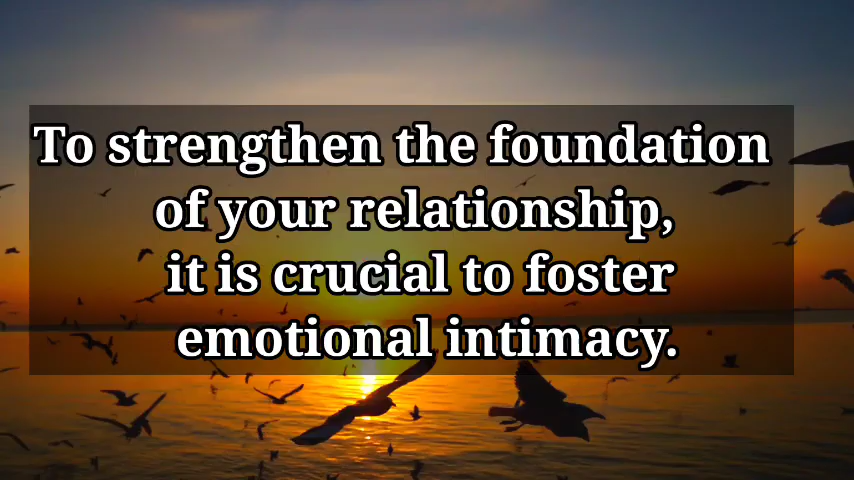 To strengthen the foundation
of your relationship,
it is crucial to foster
emotional intimacy.